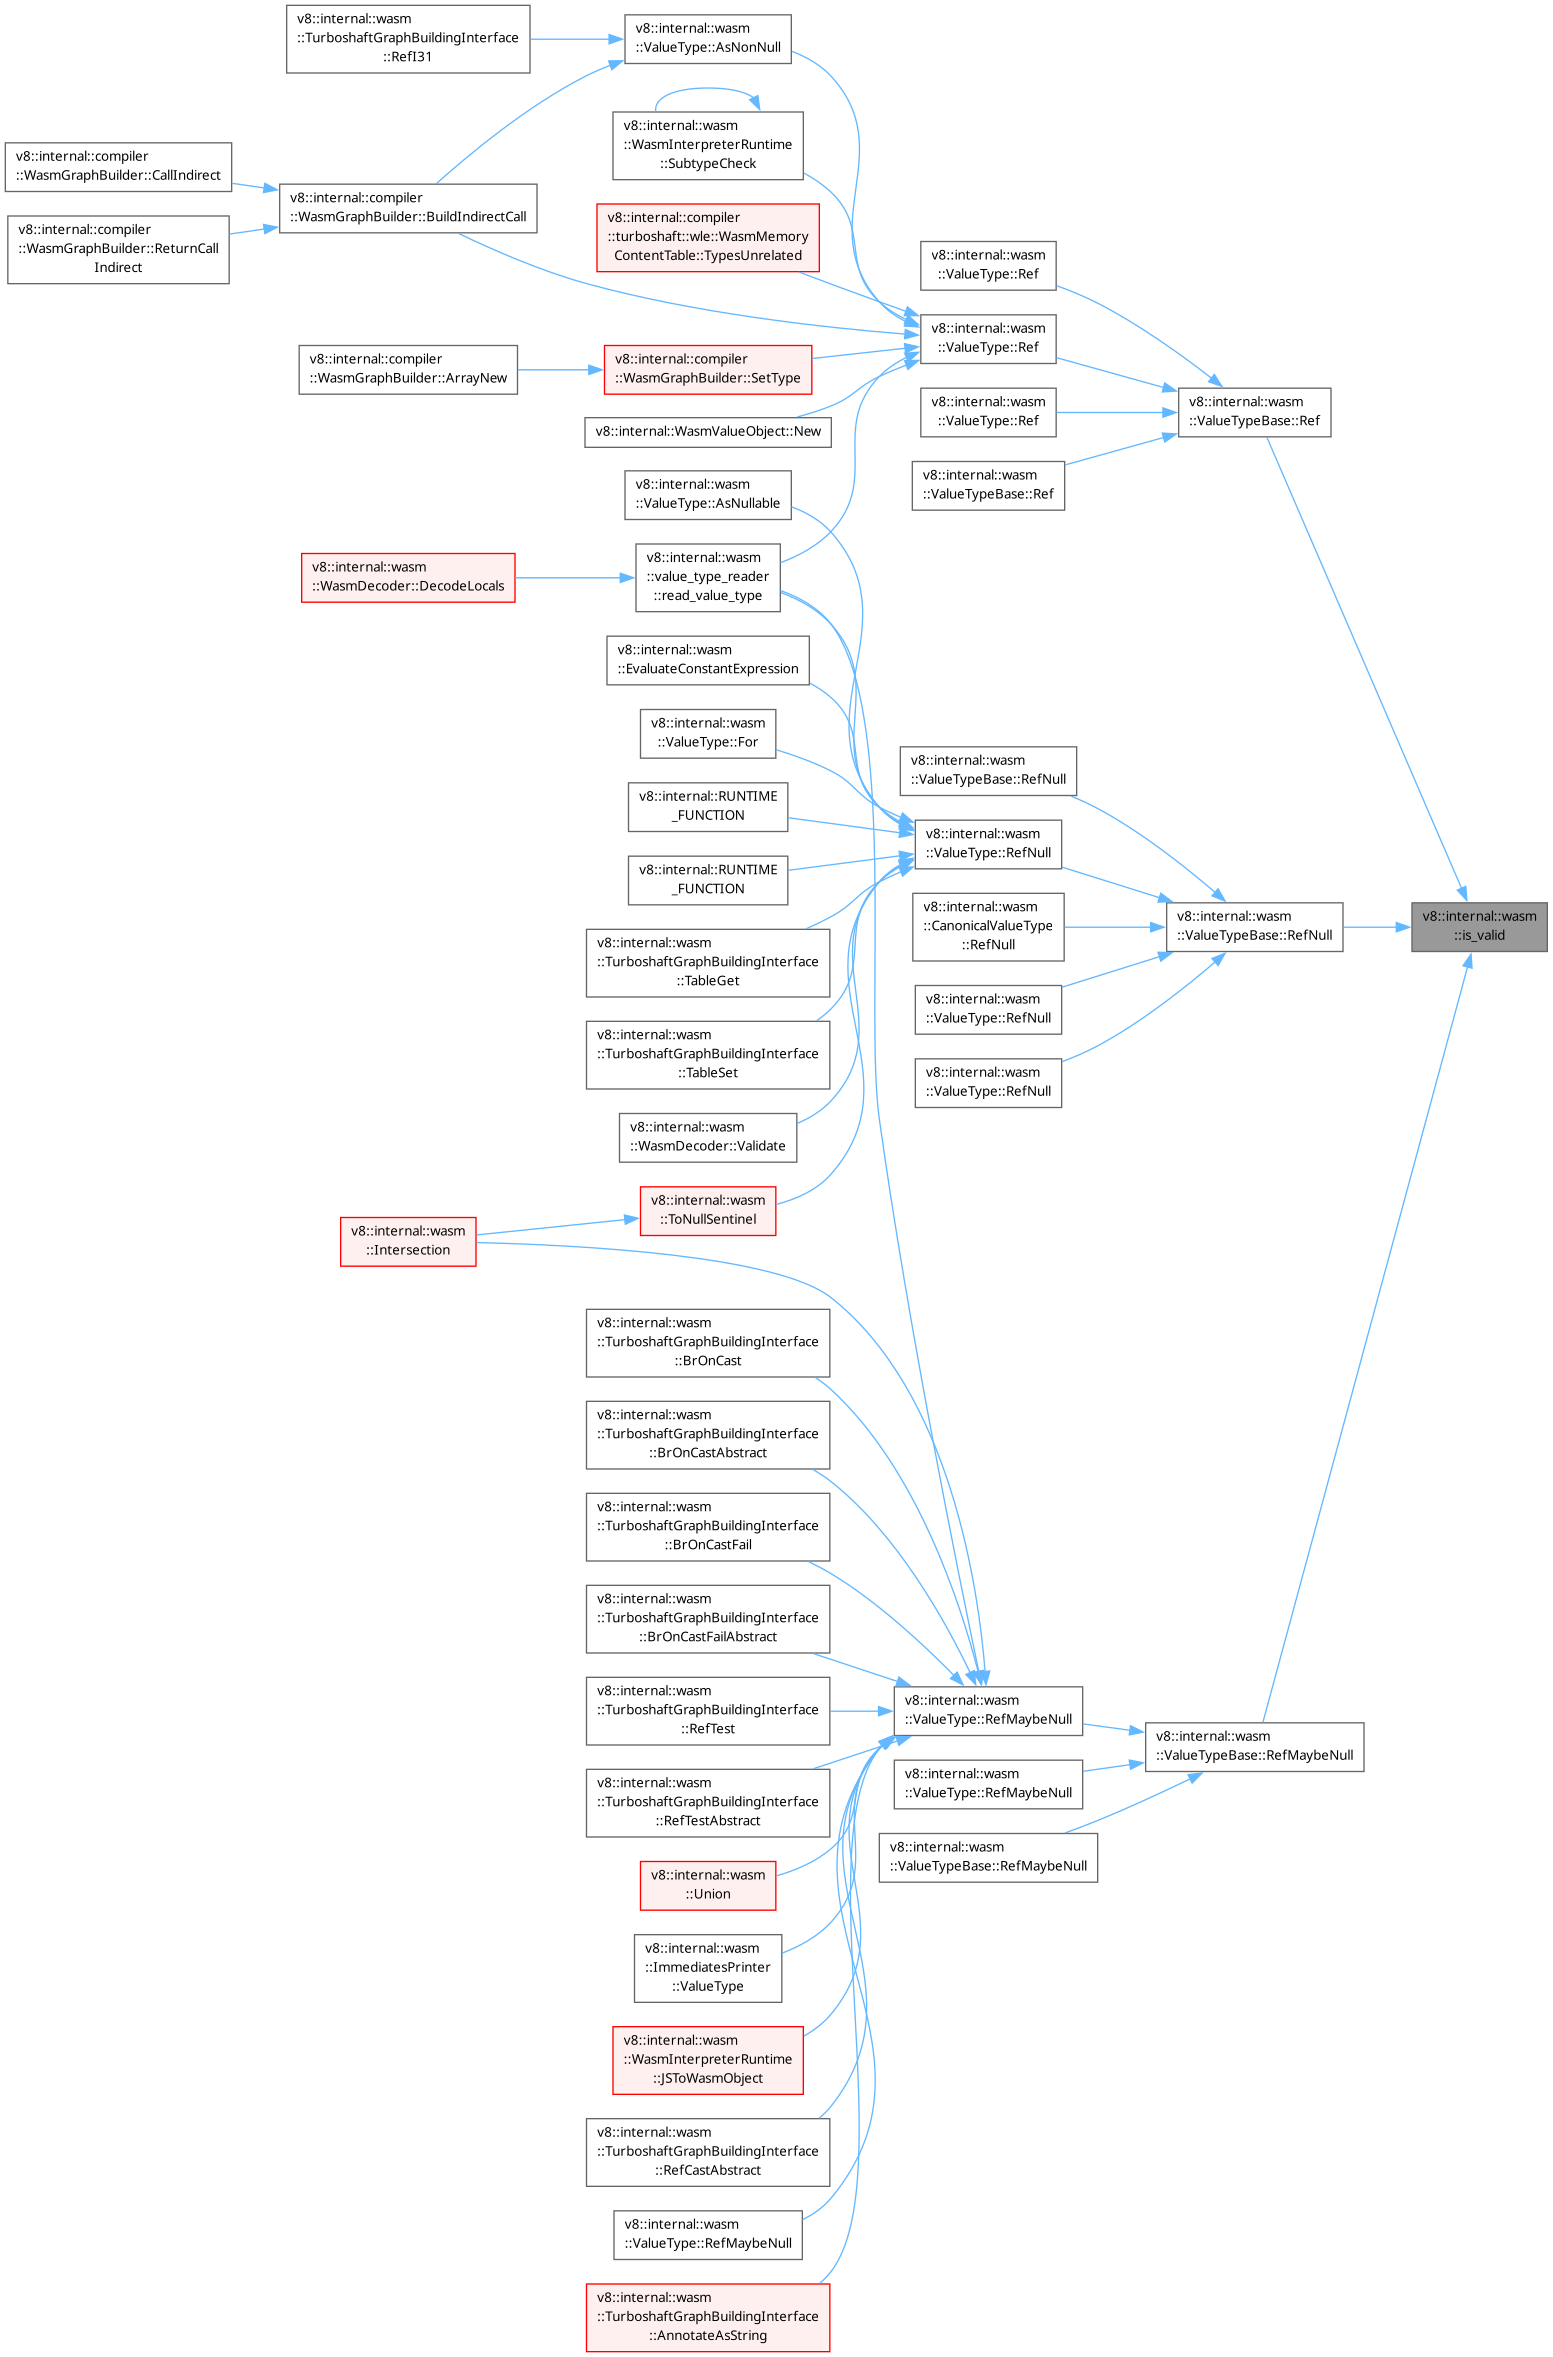 v8::internal::wasm
::TurboshaftGraphBuildingInterface
::RefI31
v8::internal::wasm
::ValueType::AsNonNull
v8::internal::wasm
::WasmInterpreterRuntime
::SubtypeCheck
v8::internal::compiler
::WasmGraphBuilder::CallIndirect
v8::internal::compiler
::WasmGraphBuilder::BuildIndirectCall
v8::internal::compiler
::WasmGraphBuilder::ReturnCall
Indirect
v8::internal::compiler
::turboshaft::wle::WasmMemory
ContentTable::TypesUnrelated
v8::internal::wasm
::ValueType::Ref
v8::internal::wasm
::ValueType::Ref
v8::internal::compiler
::WasmGraphBuilder::ArrayNew
v8::internal::compiler
::WasmGraphBuilder::SetType
v8::internal::wasm
::ValueType::Ref
v8::internal::wasm
::ValueTypeBase::Ref
v8::internal::WasmValueObject::New
v8::internal::wasm
::ValueTypeBase::Ref
v8::internal::wasm
::ValueType::AsNullable
v8::internal::wasm
::WasmDecoder::DecodeLocals
v8::internal::wasm
::value_type_reader
::read_value_type
v8::internal::wasm
::EvaluateConstantExpression
v8::internal::wasm
::ValueType::For
v8::internal::wasm
::ValueTypeBase::RefNull
v8::internal::RUNTIME
_FUNCTION
v8::internal::wasm
::ValueType::RefNull
v8::internal::RUNTIME
_FUNCTION
v8::internal::wasm
::CanonicalValueType
::RefNull
v8::internal::wasm
::ValueTypeBase::RefNull
v8::internal::wasm
::is_valid
v8::internal::wasm
::TurboshaftGraphBuildingInterface
::TableGet
v8::internal::wasm
::ValueType::RefNull
v8::internal::wasm
::TurboshaftGraphBuildingInterface
::TableSet
v8::internal::wasm
::ValueType::RefNull
v8::internal::wasm
::WasmDecoder::Validate
v8::internal::wasm
::ToNullSentinel
v8::internal::wasm
::Intersection
v8::internal::wasm
::TurboshaftGraphBuildingInterface
::BrOnCast
v8::internal::wasm
::TurboshaftGraphBuildingInterface
::BrOnCastAbstract
v8::internal::wasm
::TurboshaftGraphBuildingInterface
::BrOnCastFail
v8::internal::wasm
::TurboshaftGraphBuildingInterface
::BrOnCastFailAbstract
v8::internal::wasm
::TurboshaftGraphBuildingInterface
::RefTest
v8::internal::wasm
::ValueType::RefMaybeNull
v8::internal::wasm
::ValueTypeBase::RefMaybeNull
v8::internal::wasm
::TurboshaftGraphBuildingInterface
::RefTestAbstract
v8::internal::wasm
::ValueType::RefMaybeNull
v8::internal::wasm
::ValueTypeBase::RefMaybeNull
v8::internal::wasm
::Union
v8::internal::wasm
::ImmediatesPrinter
::ValueType
v8::internal::wasm
::WasmInterpreterRuntime
::JSToWasmObject
v8::internal::wasm
::TurboshaftGraphBuildingInterface
::RefCastAbstract
v8::internal::wasm
::ValueType::RefMaybeNull
v8::internal::wasm
::TurboshaftGraphBuildingInterface
::AnnotateAsString